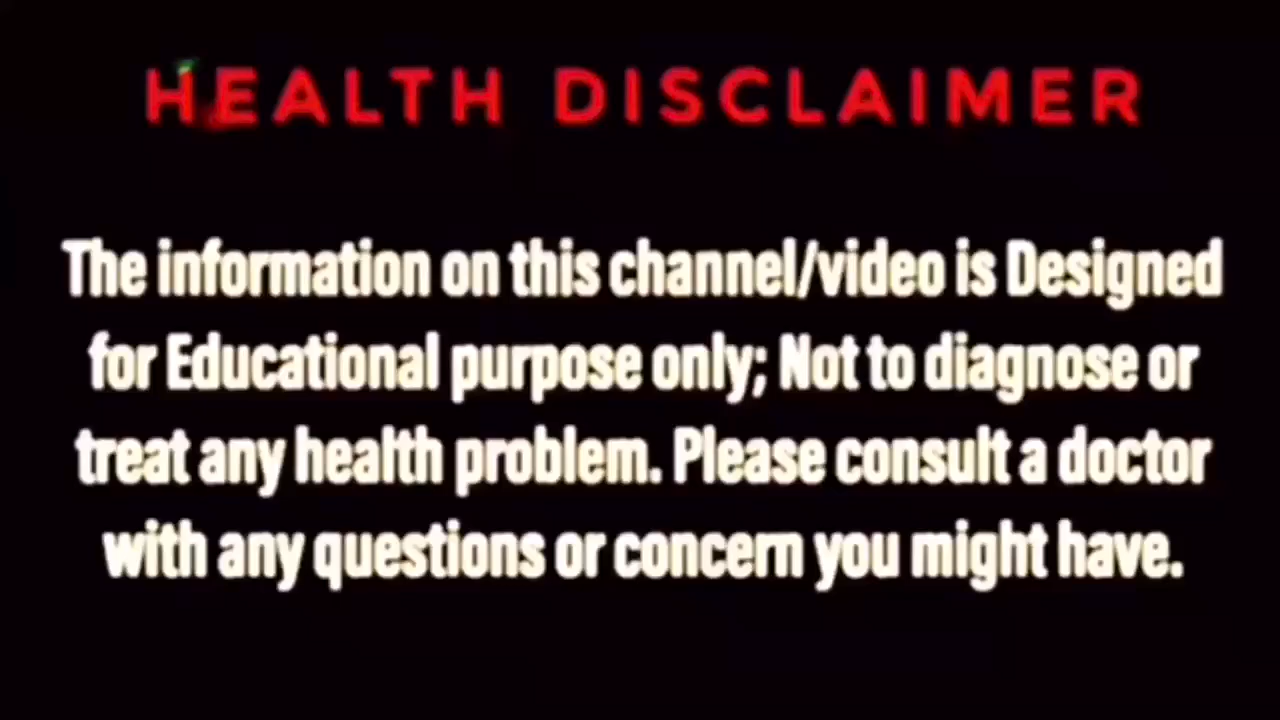 HEALTH DISCLAIMER
The information on this channel/video is Designed
for Educational purpose only; Not to diagnose or
treat any health problem. Please consult a doctor
with any questions or concern you might have.